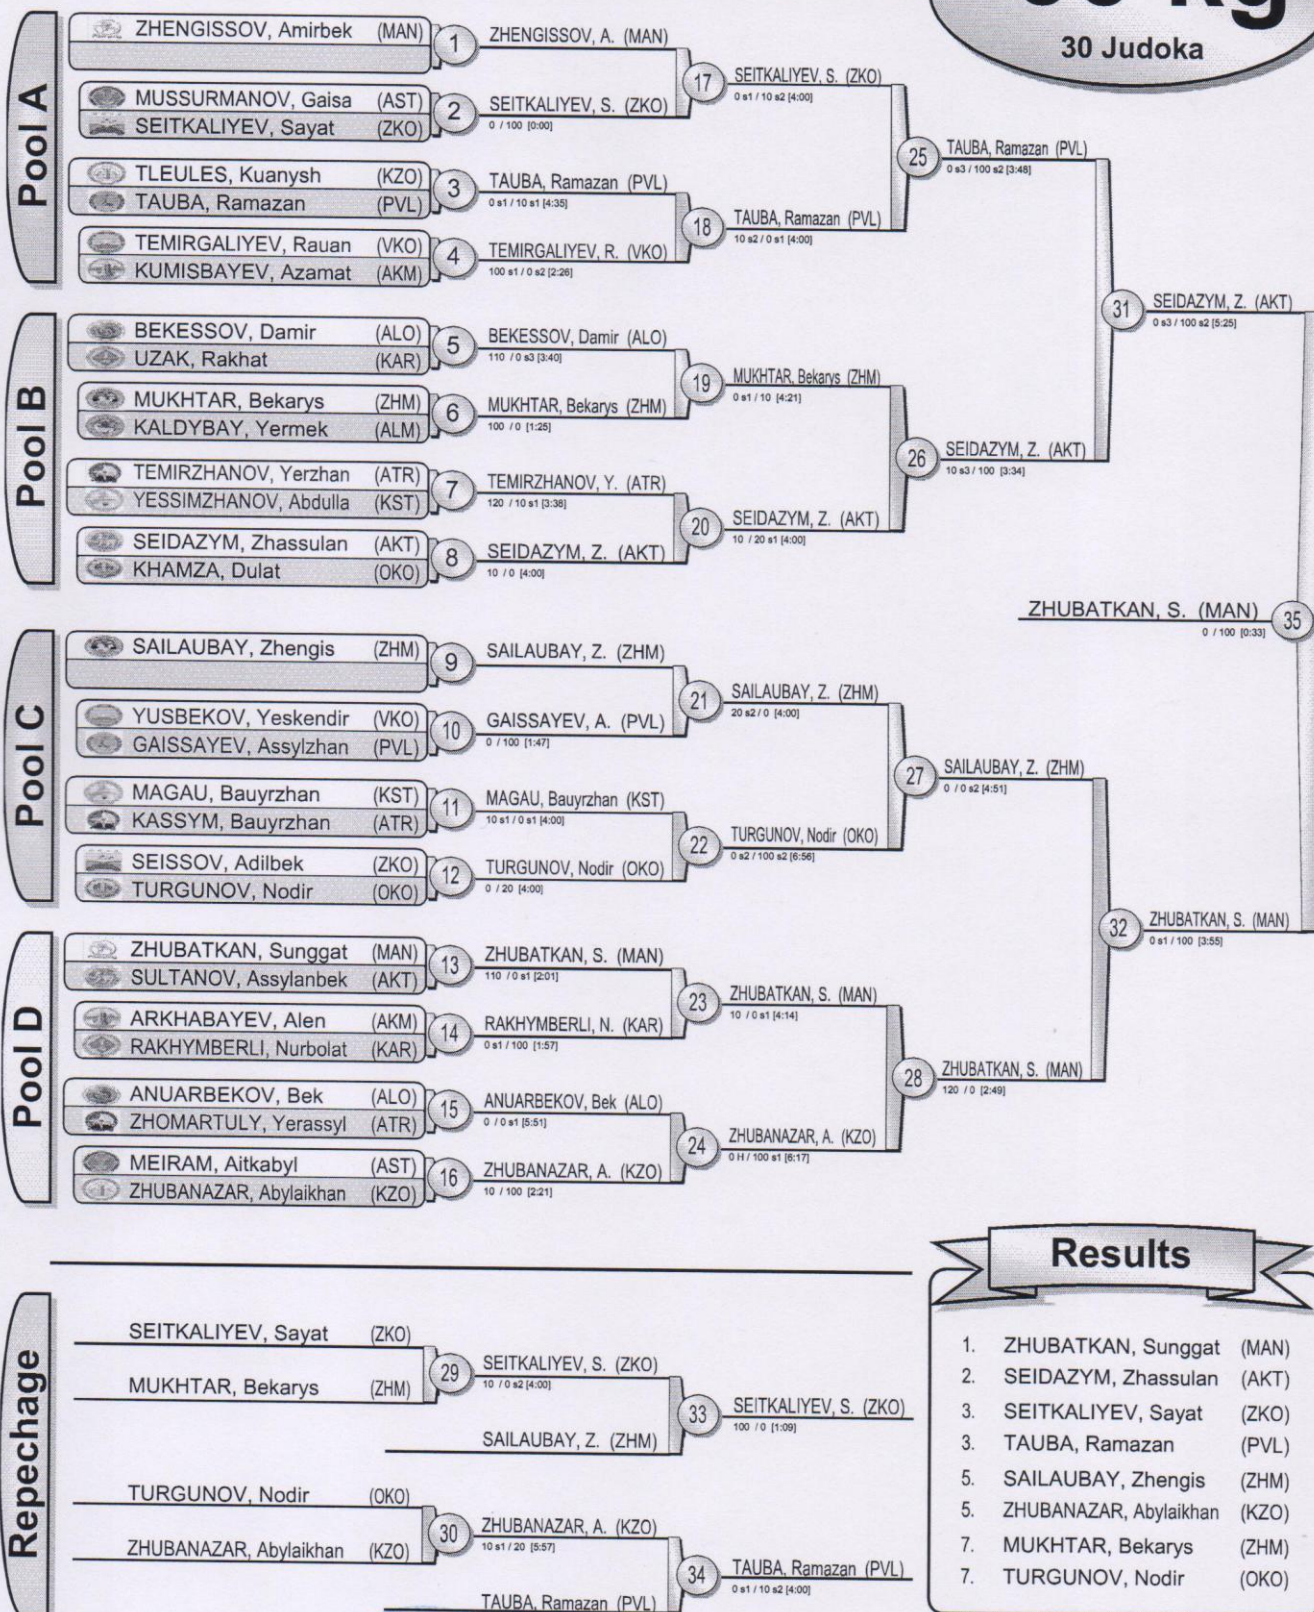 30 Judoka
Pool A
ZHENGISSOV, Amirbek (MAN)
1
MUSSURMANOV, Gaisa (AST)
SEITKALIYEV, Sayat (ZKO)
2
TLEULES, Kuanysh (KZO)
TAUBA, Ramazan (PVL)
3
TEMIRGALIYEV, Rauan (VKO)
KUMISBAYEV, Azamat (AKM)
4
ZHENGISSOV, A. (MAN)
SEITKALIYEV, S. (ZKO)
0 / 100 [0:00]
17
TAUBA, Ramazan (PVL)
0 s1 / 10 s1 [4:35]
TEMIRGALIYEV, R. (VKO)
100 s1 / 0 s2 [2:26]
18
SEITKALIYEV, S. (ZKO)
0 s1 / 10 s2 [4:00]
TAUBA, Ramazan (PVL)
10 s2 / 0 s1 [4:00]
25
TAUBA, Ramazan (PVL)
0 s3 / 100 s2 [3:48]
Pool B
BEKESSOV, Damir (ALO)
UZAK, Rakhat (KAR)
5
MUKHTAR, Bekarys (ZHM)
KALDYBAY, Yermek (ALM)
6
TEMIRZHANOV, Yerzhan (ATR)
YESSIMZHANOV, Abdulla (KST)
7
SEIDAZYM, Zhassulan (AKT)
KHAMZA, Dulat (OKO)
8
BEKESSOV, Damir (ALO)
110 / 0 s3 [3:40]
MUKHTAR, Bekarys (ZHM)
100 / 0 [1:25]
19
TEMIRZHANOV, Y. (ATR)
120 / 10 s1 [3:38]
SEIDAZYM, Z. (AKT)
10 / 0 [4:00]
20
MUKHTAR, Bekarys (ZHM)
0 s1 / 10 [4:21]
SEIDAZYM, Z. (AKT)
10 / 20 s1 [4:00]
26
SEIDAZYM, Z. (AKT)
10 s3 / 100 [3:34]
31
SEIDAZYM, Z. (AKT)
0 s3 / 100 s2 [5:25]
ZHUBATKAN, S. (MAN)
0 / 100 [0:33]
35
Pool C
SAILAUBAY, Zhengis (ZHM)
9
YUSBEKOV, Yeskendir (VKO)
GAISSAYEV, Assylzhan (PVL)
10
MAGAU, Bauyrzhan (KST)
KASSYM, Bauyrzhan (ATR)
11
SEISSOV, Adilbek (ZKO)
TURGUNOV, Nodir (OKO)
12
SAILAUBAY, Z. (ZHM)
GAISSAYEV, A. (PVL)
0 / 100 [1:47]
21
MAGAU, Bauyrzhan (KST)
10 s1 / 0 s1 [4:00]
TURGUNOV, Nodir (OKO)
0 / 20 [4:00]
22
SAILAUBAY, Z. (ZHM)
20 s2 / 0 [4:00]
TURGUNOV, Nodir (OKO)
0 s2 / 100 s2 [6:56]
27
SAILAUBAY, Z. (ZHM)
0 / 0 s2 [4:51]
Pool D
ZHUBATKAN, Sunggat (MAN)
SULTANOV, Assylanbek (AKT)
13
ARKHABAYEV, Alen (AKM)
RAKHYMBERLI, Nurbolat (KAR)
14
ANUARBEKOV, Bek (ALO)
ZHOMARTULY, Yerassyl (ATR)
15
MEIRAM, Aitkabyl (AST)
ZHUBANAZAR, Abylaikhan (KZO)
16
ZHUBATKAN, S. (MAN)
110 / 0 s1 [2:01]
RAKHYMBERLI, N. (KAR)
0 s1 / 100 [1:57]
23
ANUARBEKOV, Bek (ALO)
0 / 0 s1 [5:51]
ZHUBANAZAR, A. (KZO)
10 / 100 [2:21]
24
ZHUBATKAN, S. (MAN)
10 / 0 s1 [4:14]
ZHUBANAZAR, A. (KZO)
0 H / 100 s1 [6:17]
28
ZHUBATKAN, S. (MAN)
120 / 0 [2:49]
32
ZHUBATKAN, S. (MAN)
0 s1 / 100 [3:55]
Repechage
SEITKALIYEV, Sayat (ZKO)
MUKHTAR, Bekarys (ZHM)
29
SEITKALIYEV, S. (ZKO)
10 / 0 s2 [4:00]
SAILAUBAY, Z. (ZHM)
33
SEITKALIYEV, S. (ZKO)
100 / 0 [1:09]
TURGUNOV, Nodir (OKO)
ZHUBANAZAR, Abylaikhan (KZO)
30
ZHUBANAZAR, A. (KZO)
10 s1 / 20 [5:57]
TAUBA, Ramazan (PVL)
34
TAUBA, Ramazan (PVL)
0 s1 / 10 s2 [4:00]
Results
1. ZHUBATKAN, Sunggat (MAN)
2. SEIDAZYM, Zhassulan (AKT)
3. SEITKALIYEV, Sayat (ZKO)
3. TAUBA, Ramazan (PVL)
5. SAILAUBAY, Zhengis (ZHM)
5. ZHUBANAZAR, Abylaikhan (KZO)
7. MUKHTAR, Bekarys (ZHM)
7. TURGUNOV, Nodir (OKO)